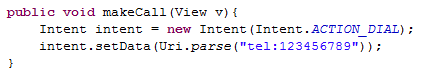 public void makeCall(View v){
    Intent intent = new Intent(Intent.ACTION_DIAL);
    intent.setData(Uri.parse("tel:123456789"));
}